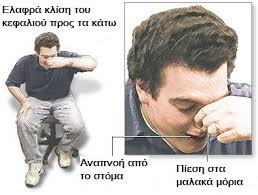 Ελαφρά κλίση του
κεφαλιού προς τα κάτω
Αναπνοή από
το στόμα
Πίεση στα
μαλακά μόρια